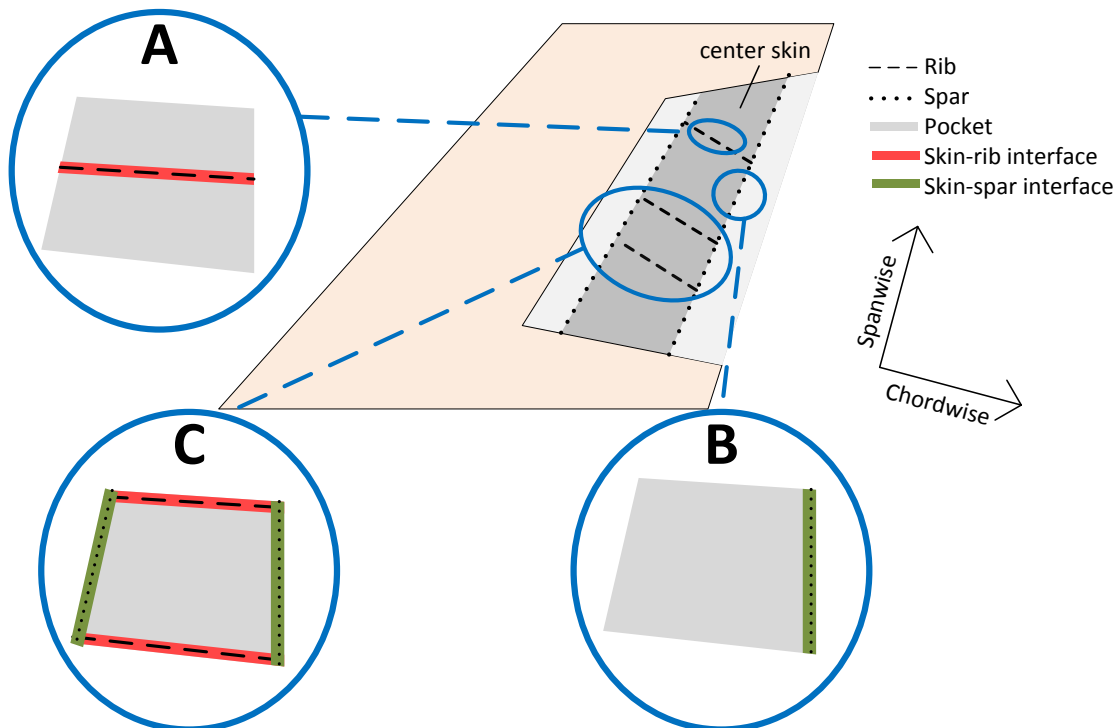 A
center skin
Rib
Spar
Pocket
Skin-rib interface
Skin-spar interface
Spanwise
Chordwise
C
B